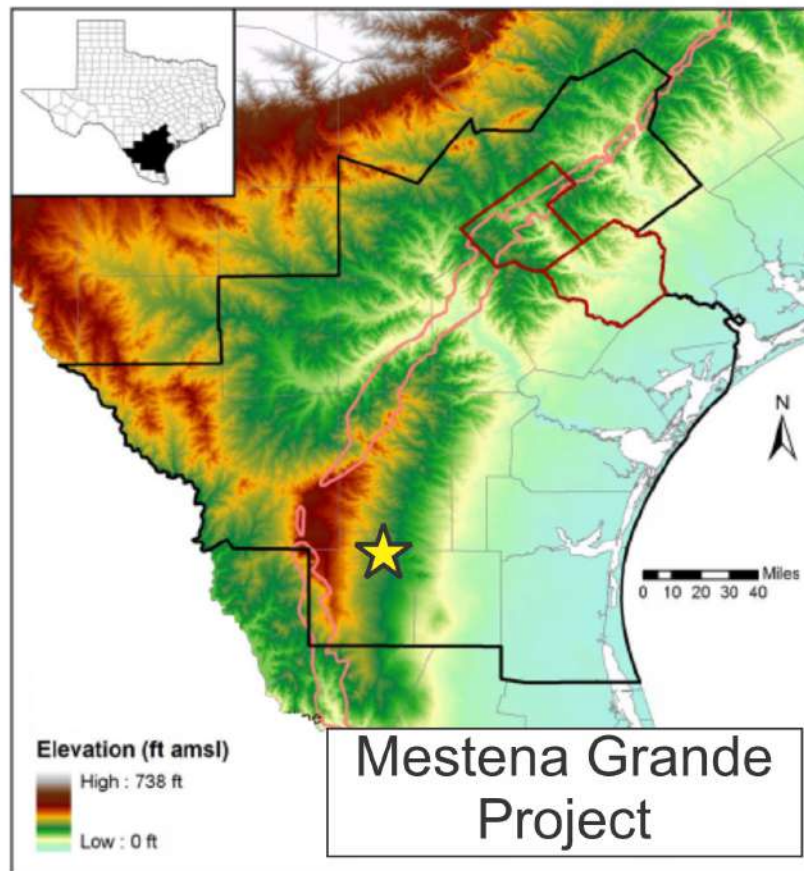 N
Miles
0 10 20 30 40
Elevation (ft amsl)
High : 738 ft
Low : 0 ft
Mestena Grande
Project